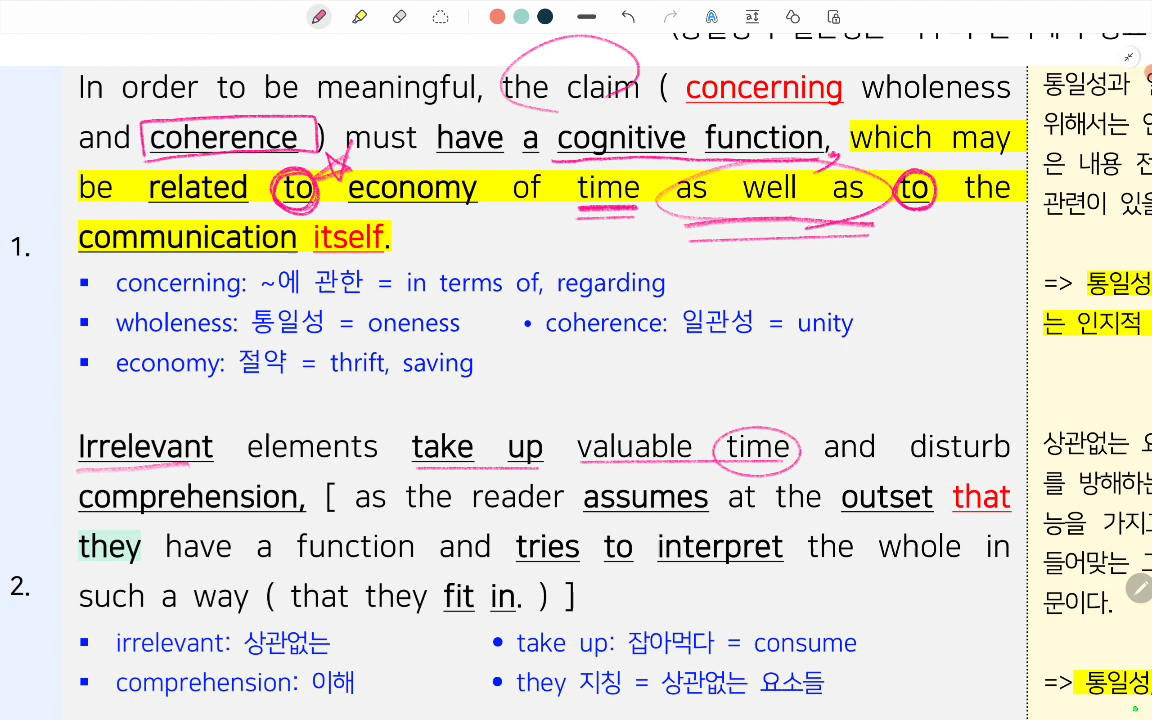 In order to be meaningful, the claim ( concerning wholeness
and coherence ) must have a cognitive function, which may
be related to economy of time as well as to the
communication itself.
1.
▪ concerning: ~에 관한 = in terms of, regarding
▪ wholeness: 통일성 = oneness • coherence: 일관성 = unity
▪ economy: 절약 = thrift, saving
Irrelevant elements take up valuable time and disturb
comprehension, [ as the reader assumes at the outset that
they have a function and tries to interpret the whole in
such a way ( that they fit in. ) ]
2.
▪ irrelevant: 상관없는 • take up: 잡아먹다 = consume
▪ comprehension: 이해 • they 지칭 = 상관없는 요소들
통일성과
위해서는
은 내용
관련이 있을
=> 통일성
는 인지적
상관없는
를 방해하는
능을 가지고
들어맞는
문이다.
=> 통일성